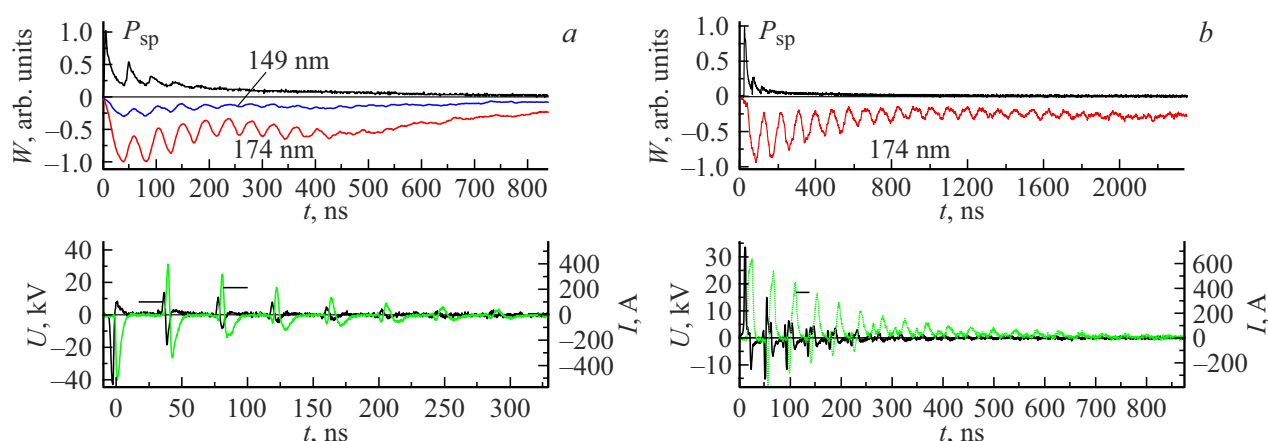 P_sp
a
149 nm
174 nm
W, arb. units
1.0
0.5
0
−0.5
−1.0
0 100 200 300 400 500 600 700 800
t, ns
P_sp
b
174 nm
W, arb. units
1.0
0.5
0
−0.5
1.0
0 400 800 1200 1600 2000
t, ns
U, kV
40
20
0
−20
−40
400
200
0
−200
−400
I, A
0 50 100 150 200 250 300
t, ns
U, kV
30
20
10
0
−10
600
400
200
0
−200
I, A
0 100 200 300 400 500 600 700 800
t, ns